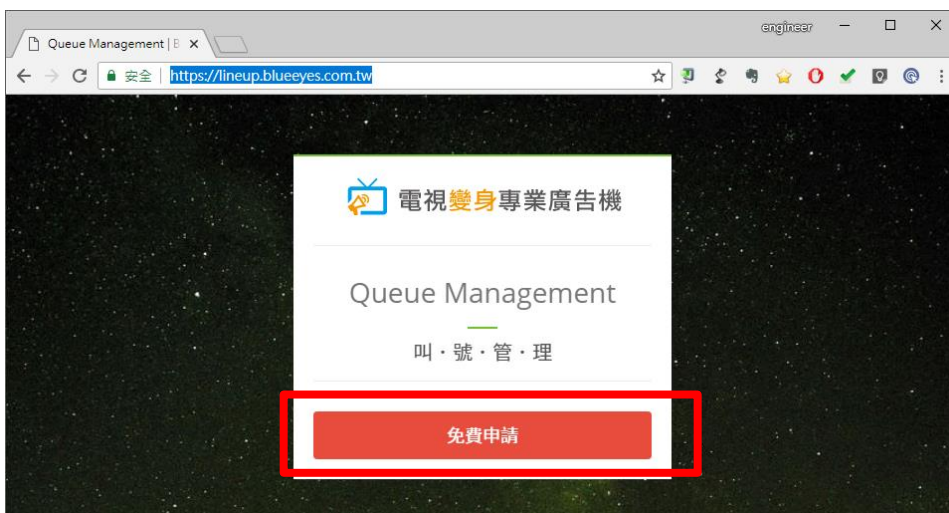 engineer
Queue Management | B
安全 | https://lineup.blueeyes.com.tw
電視變身專業廣告機
Queue Management
叫・號・管・理
免費申請